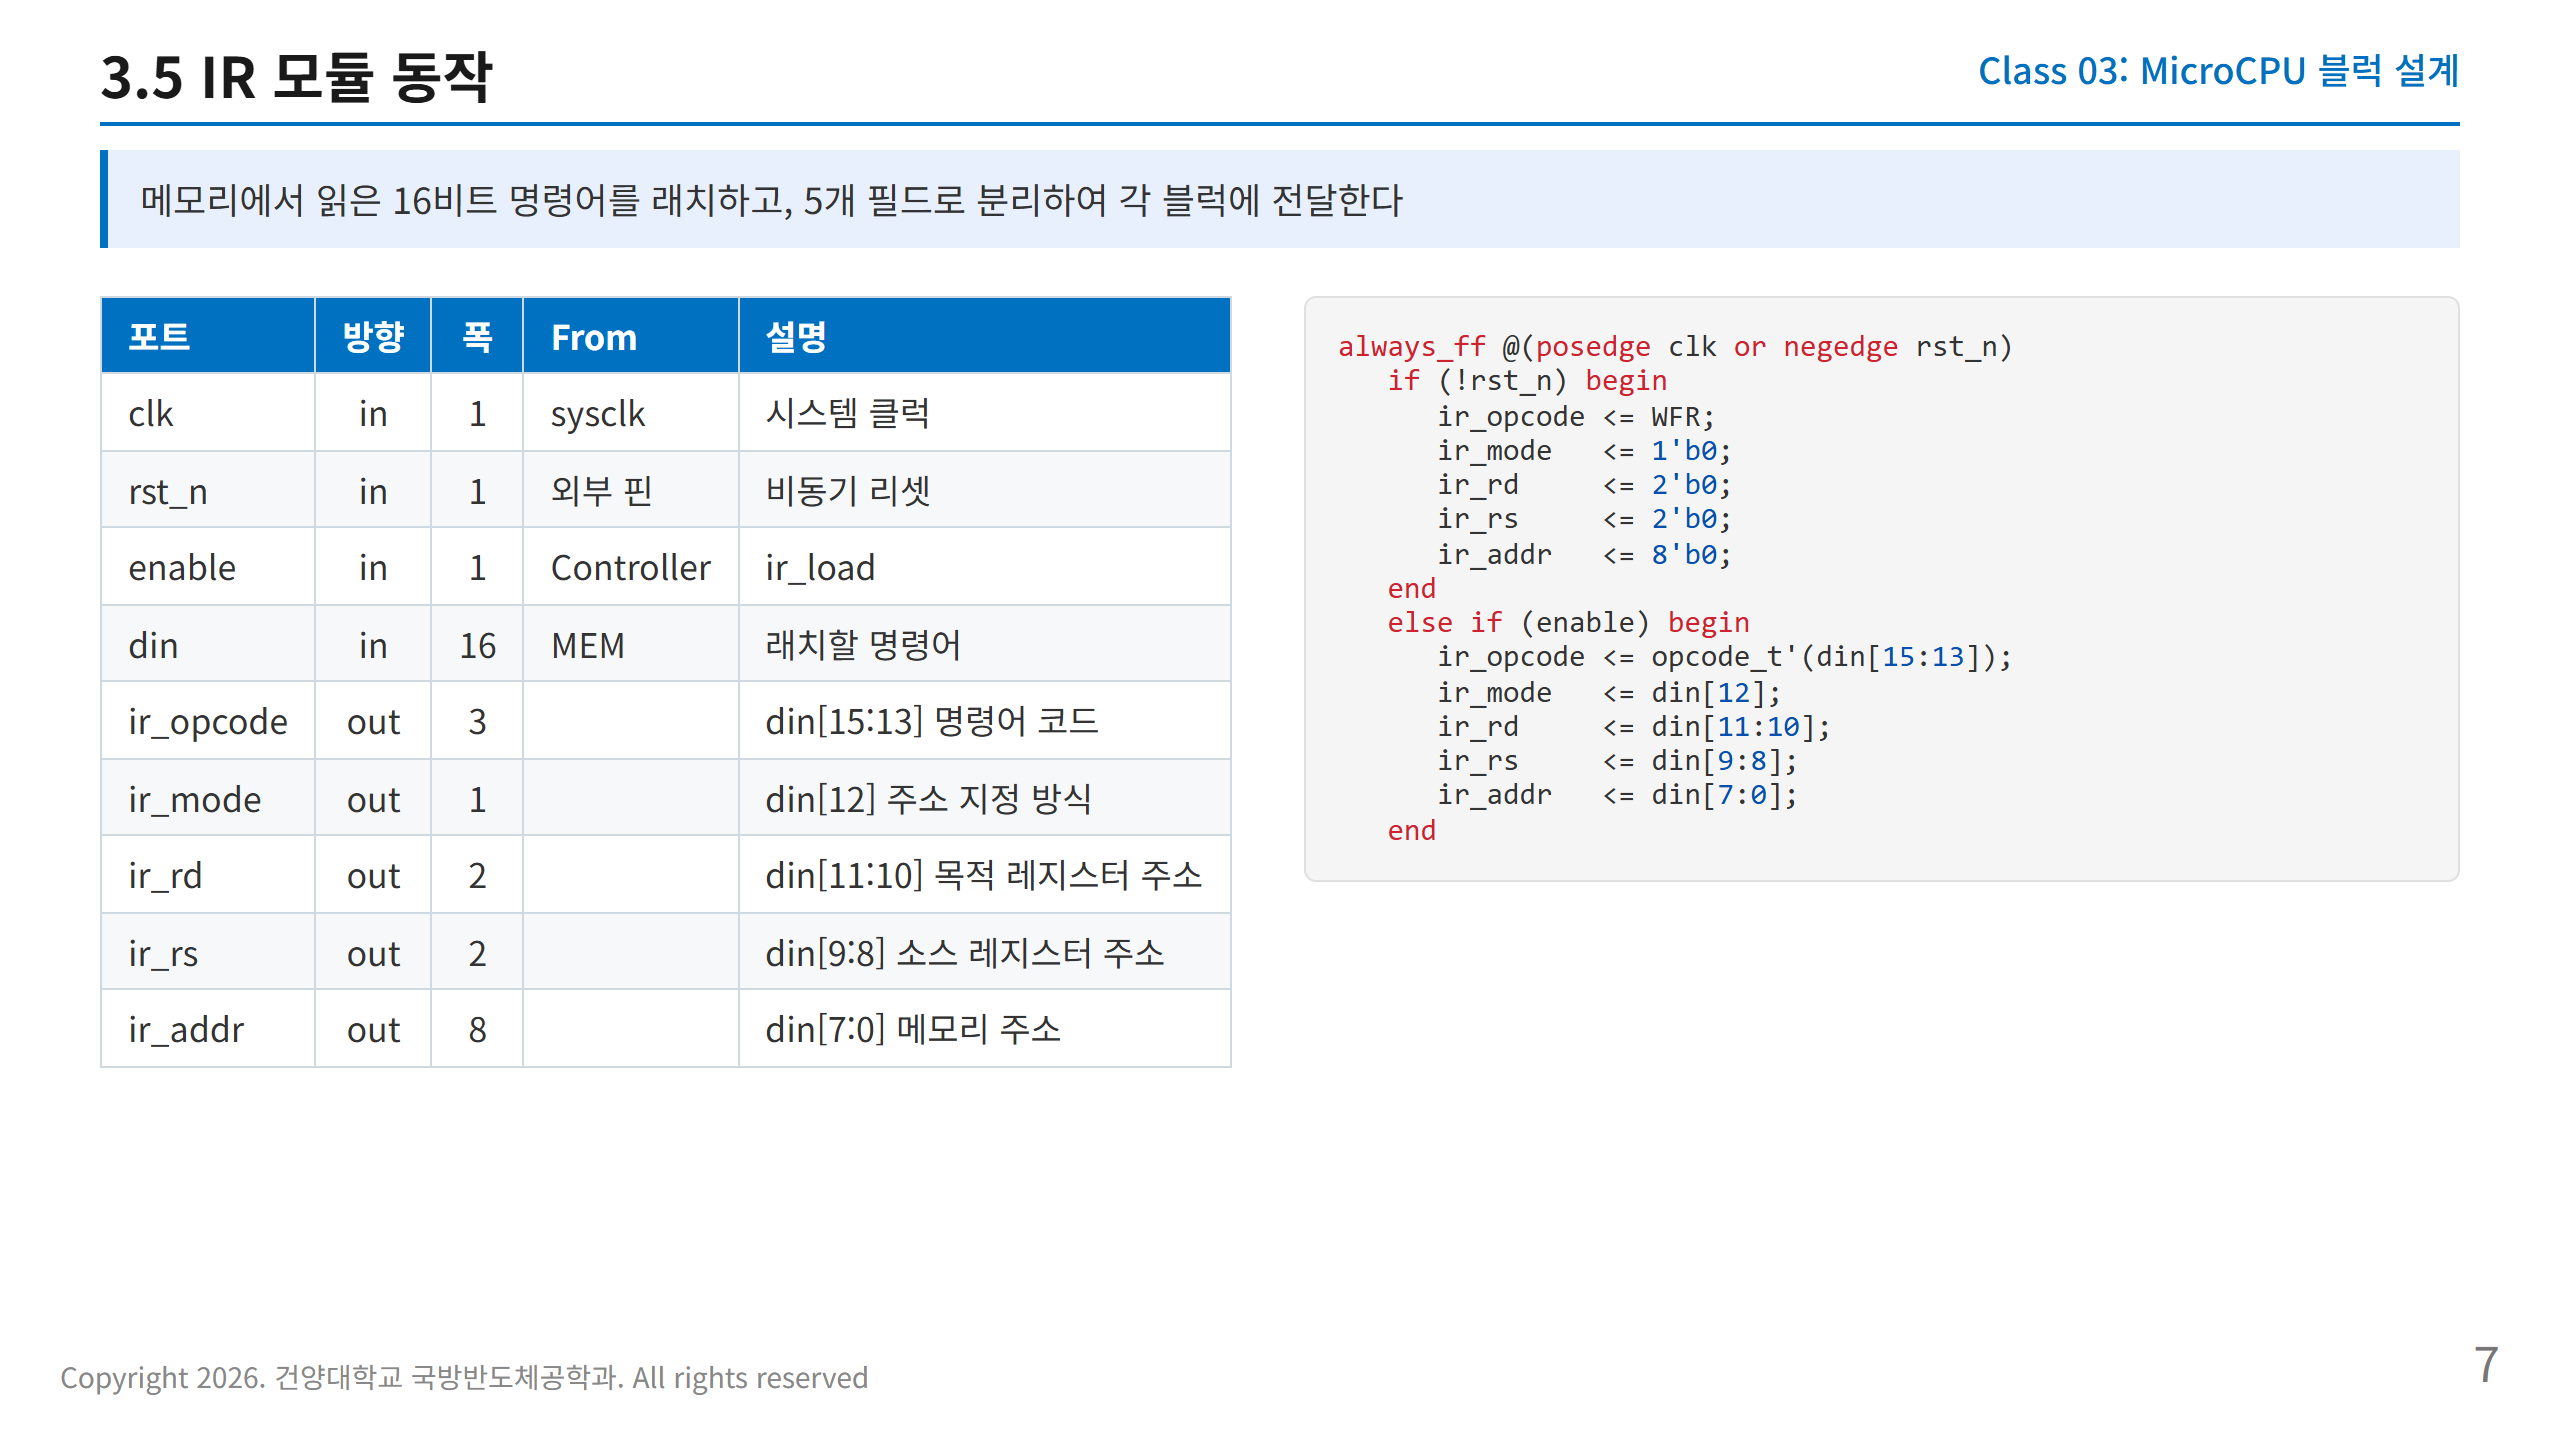 3.5 IR 모듈 동작
Class 03: MicroCPU 블럭 설계
메모리에서 읽은 16비트 명령어를 래치하고, 5개 필드로 분리하여 각 블럭에 전달한다
포트 방향 폭 From 설명
clk in 1 sysclk 시스템 클럭
rst_n in 1 외부 핀 비동기 리셋
enable in 1 Controller ir_load
din in 16 MEM 래치할 명령어
ir_opcode out 3 din[15:13] 명령어 코드
ir_mode out 1 din[12] 주소 지정 방식
ir_rd out 2 din[11:10] 목적 레지스터 주소
ir_rs out 2 din[9:8] 소스 레지스터 주소
ir_addr out 8 din[7:0] 메모리 주소
always_ff @(posedge clk or negedge rst_n)
   if (!rst_n) begin
      ir_opcode <= WFR;
      ir_mode   <= 1'b0;
      ir_rd     <= 2'b0;
      ir_rs     <= 2'b0;
      ir_addr   <= 8'b0;
   end
   else if (enable) begin
      ir_opcode <= opcode_t'(din[15:13]);
      ir_mode   <= din[12];
      ir_rd     <= din[11:10];
      ir_rs     <= din[9:8];
      ir_addr   <= din[7:0];
   end
Copyright 2026. 건양대학교 국방반도체공학과. All rights reserved
7